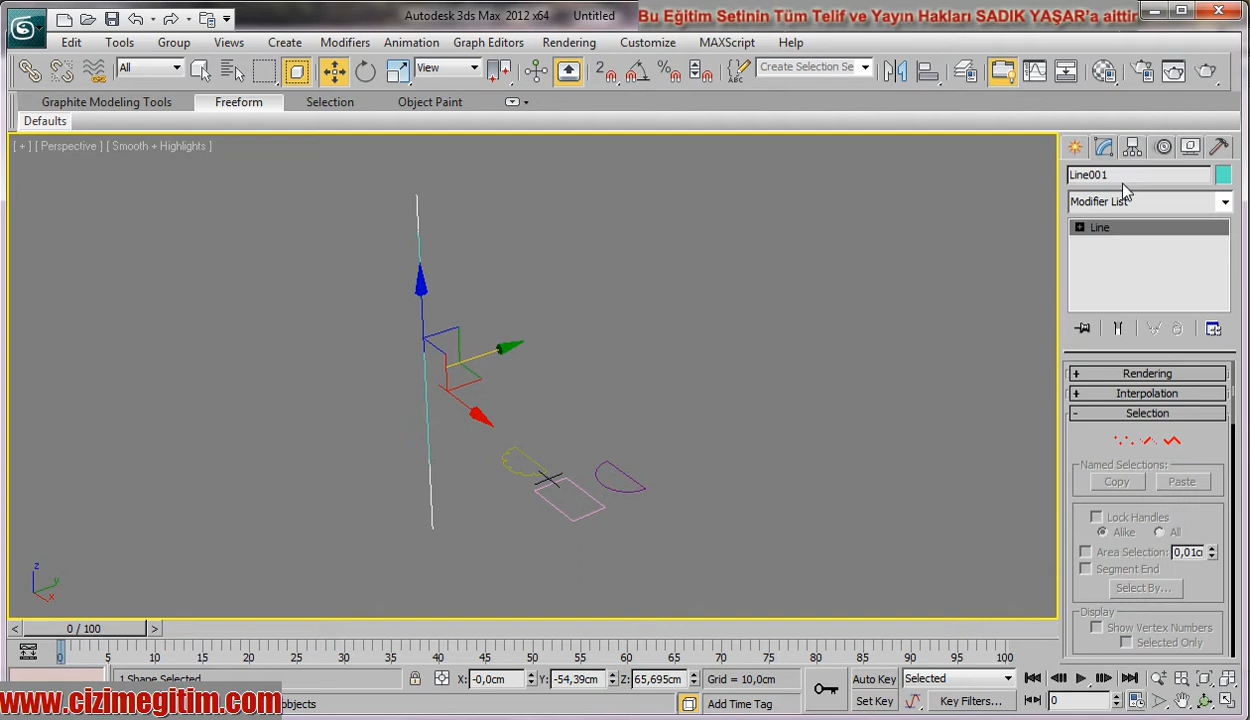 Autodesk 3ds Max 2012 x64 Untitled
Bu Eğitim Setinin Tüm Telif ve Yayın Hakları SADIK YAŞAR'a aittir
Edit Tools Group Views Create Modifiers Animation Graph Editors Rendering Customize MAXScript Help
All View Create Selection Se
Graphite Modeling Tools Freeform Selection Object Paint
Defaults
[ + ] [ Perspective ] [ Smooth + Highlights ]
Line001
Modifier List
Line
+ Rendering
+ Interpolation
- Selection
Named Selections:
Copy Paste
Lock Handles
Alike All
Area Selection: 0,01c
Segment End
Select By...
Display
Show Vertex Numbers
Selected Only
z
y
x
< 0 / 100 >
0 5 10 15 20 25 30 35 40 45 50 55 60 65 70 75 80 85 90 95 100
1 Shape Selected X: -0,0cm Y: -54,39cm Z: 65,695cm Grid = 10,0cm Auto Key Selected
www.cizimegitim.com objects Add Time Tag Set Key Key Filters... 0